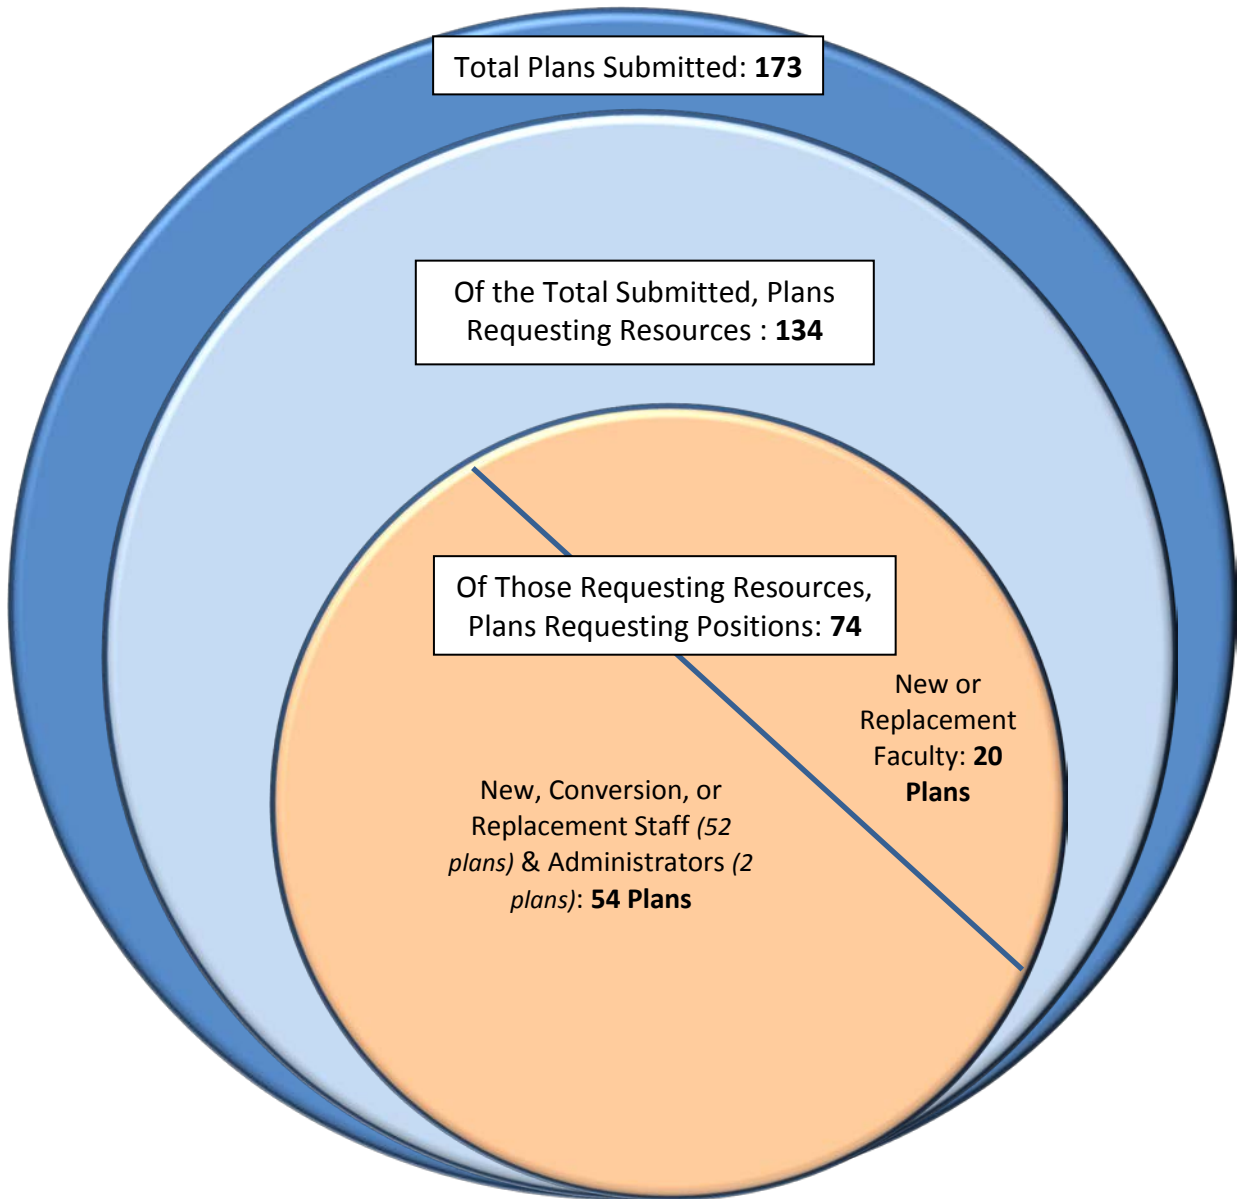 Total Plans Submitted: 173
Of the Total Submitted, Plans
Requesting Resources : 134
Of Those Requesting Resources,
Plans Requesting Positions: 74
New or
Replacement
Faculty: 20
Plans
New, Conversion, or
Replacement Staff (52
plans) & Administrators (2
plans): 54 Plans